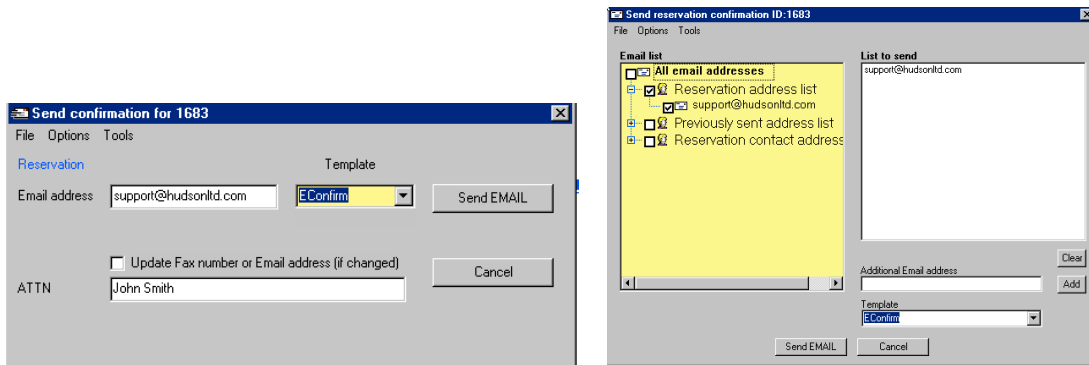 Send confirmation for 1683
File Options Tools
Reservation
Template
Email address support@hudsonltd.com EConfirm Send EMAIL
Update Fax number or Email address (if changed)
Cancel
ATTN John Smith
Send reservation confirmation ID:1683
File Options Tools
Email list
All email addresses
Reservation address list
support@hudsonltd.com
Previously sent address list
Reservation contact address
List to send
support@hudsonltd.com
Clear
Additional Email address
Add
Template
EConfirm
Send EMAIL Cancel